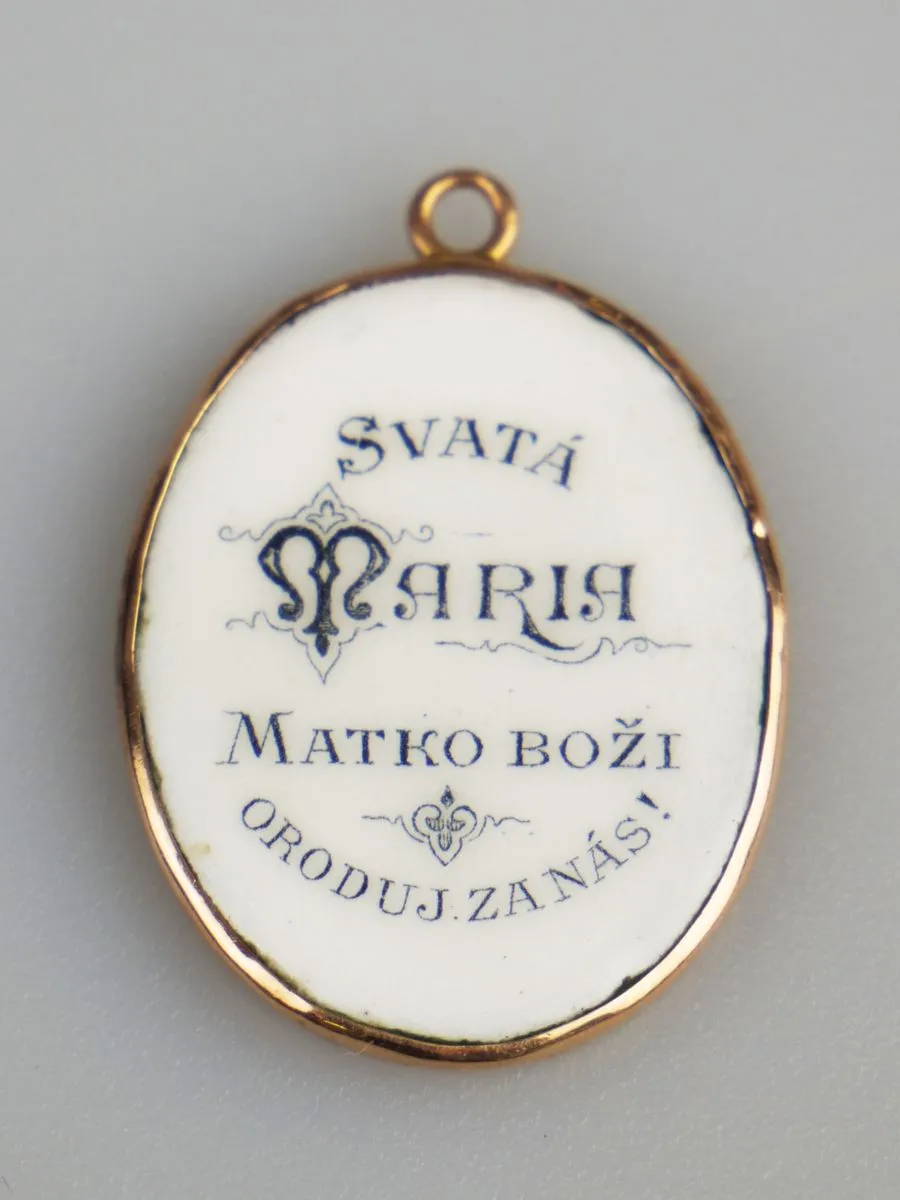 SVATÁ
MARIA
MATKO BOŽI
ORODUJ. ZA NÁS!